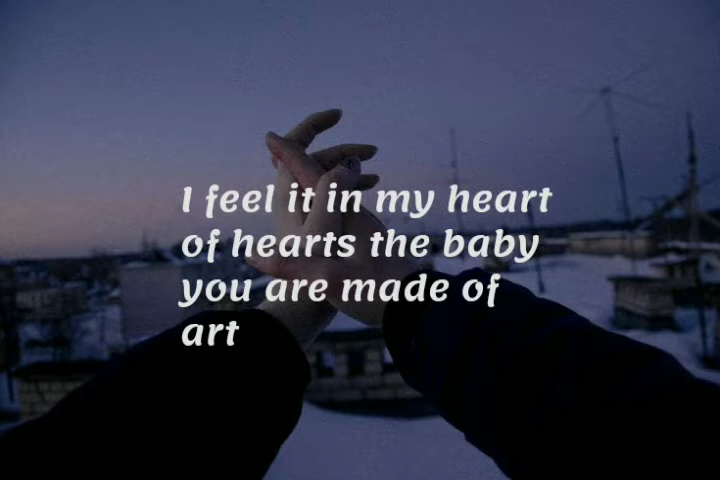 I feel it in my heart
of hearts the baby
you are made of
art